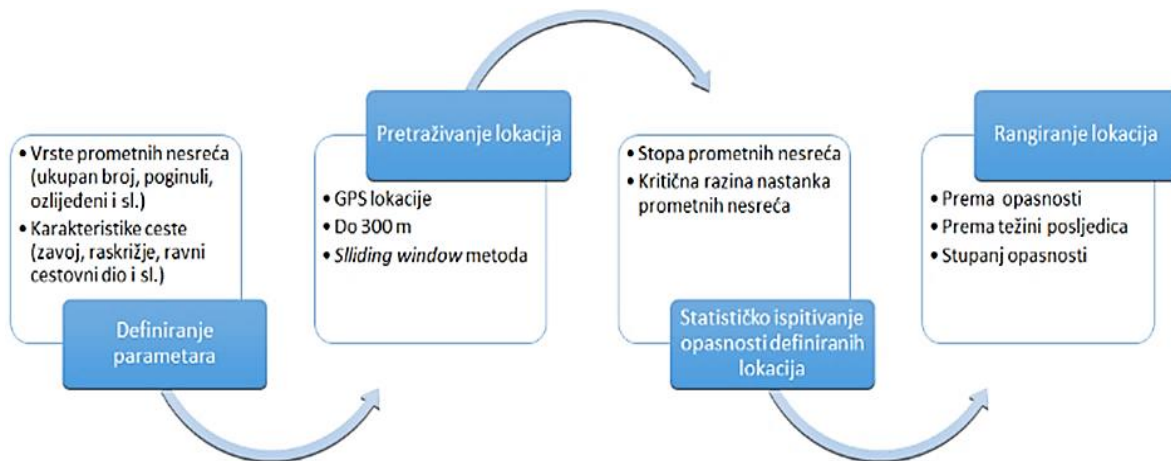 • Vrste prometnih nesreća
(ukupan broj, poginuli,
ozlijeđeni i sl.)
• Karakteristike ceste
(zavoj, raskrižje, ravni
cestovni dio i sl.)
Definiranje
parametara
Pretraživanje lokacija
• GPS lokacije
• Do 300 m
• Slliding window metoda
• Stopa prometnih nesreća
• Kritična razina nastanka
prometnih nesreća
Statističko ispitivanje
opasnosti definiranih
lokacija
Rangiranje lokacija
• Prema opasnosti
• Prema težini posljedica
• Stupanj opasnosti